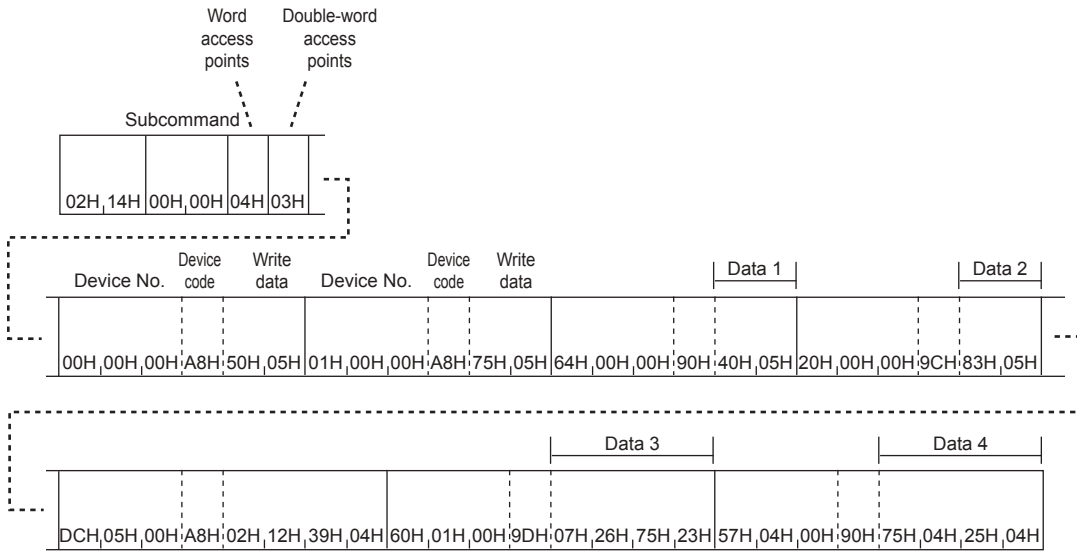 Word Double-word
access access
points points
Subcommand
02H 14H 00H 00H 04H 03H
Device Write Device Write
Device No. code data Device No. code data Data 1 Data 2
00H 00H 00H A8H 50H 05H 01H 00H 00H A8H 75H 05H 64H 00H 00H 90H 40H 05H 20H 00H 00H 9CH 83H 05H
Data 3 Data 4
DCH 05H 00H A8H 02H 12H 39H 04H 60H 01H 00H 9DH 07H 26H 75H 23H 57H 04H 00H 90H 75H 04H 25H 04H